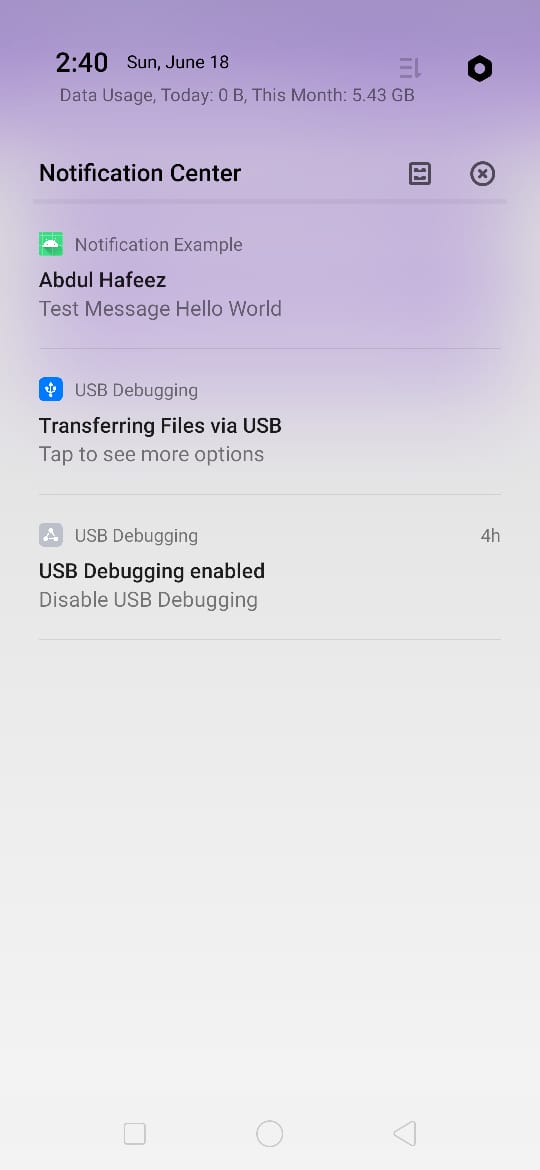 2:40 Sun, June 18
Data Usage, Today: 0 B, This Month: 5.43 GB
Notification Center
Notification Example
Abdul Hafeez
Test Message Hello World
USB Debugging
Transferring Files via USB
Tap to see more options
USB Debugging 4h
USB Debugging enabled
Disable USB Debugging